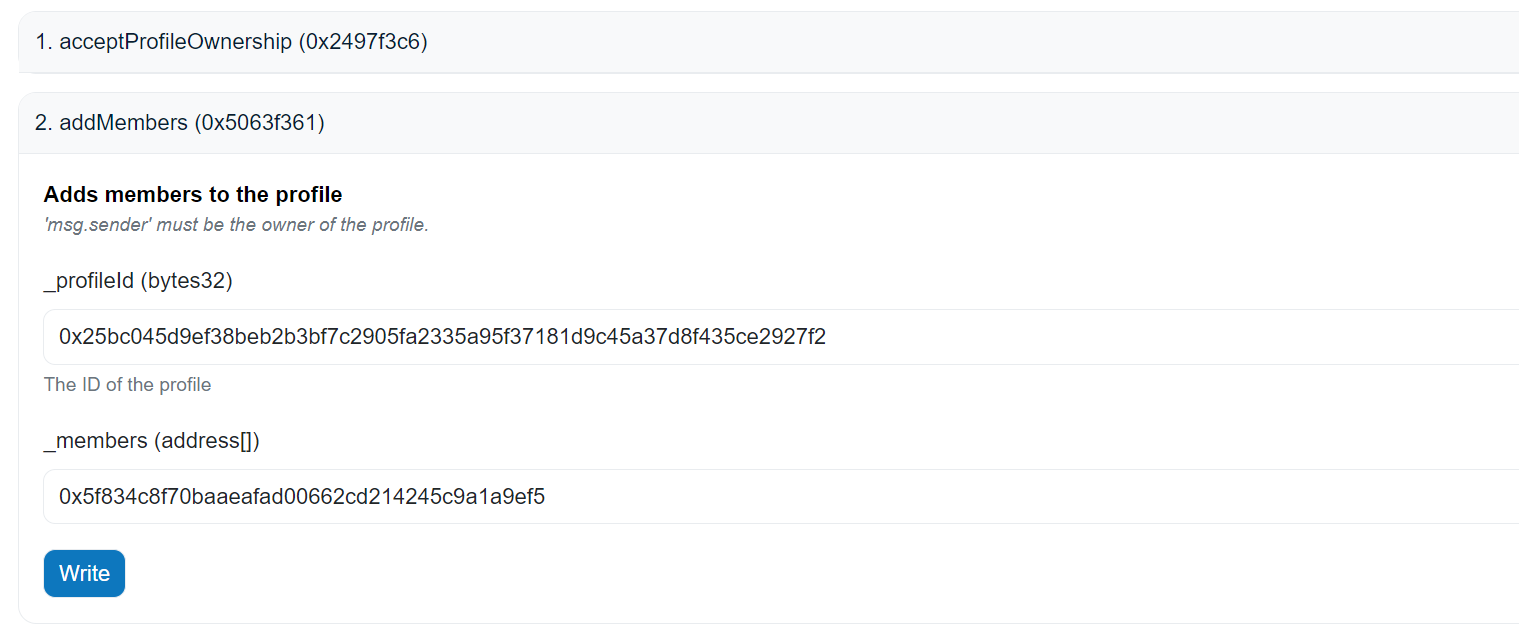 1. acceptProfileOwnership (0x2497f3c6)
2. addMembers (0x5063f361)
Adds members to the profile
'msg.sender' must be the owner of the profile.
_profileId (bytes32)
0x25bc045d9ef38beb2b3bf7c2905fa2335a95f37181d9c45a37d8f435ce2927f2
The ID of the profile
_members (address[])
0x5f834c8f70baaeafad00662cd214245c9a1a9ef5
Write